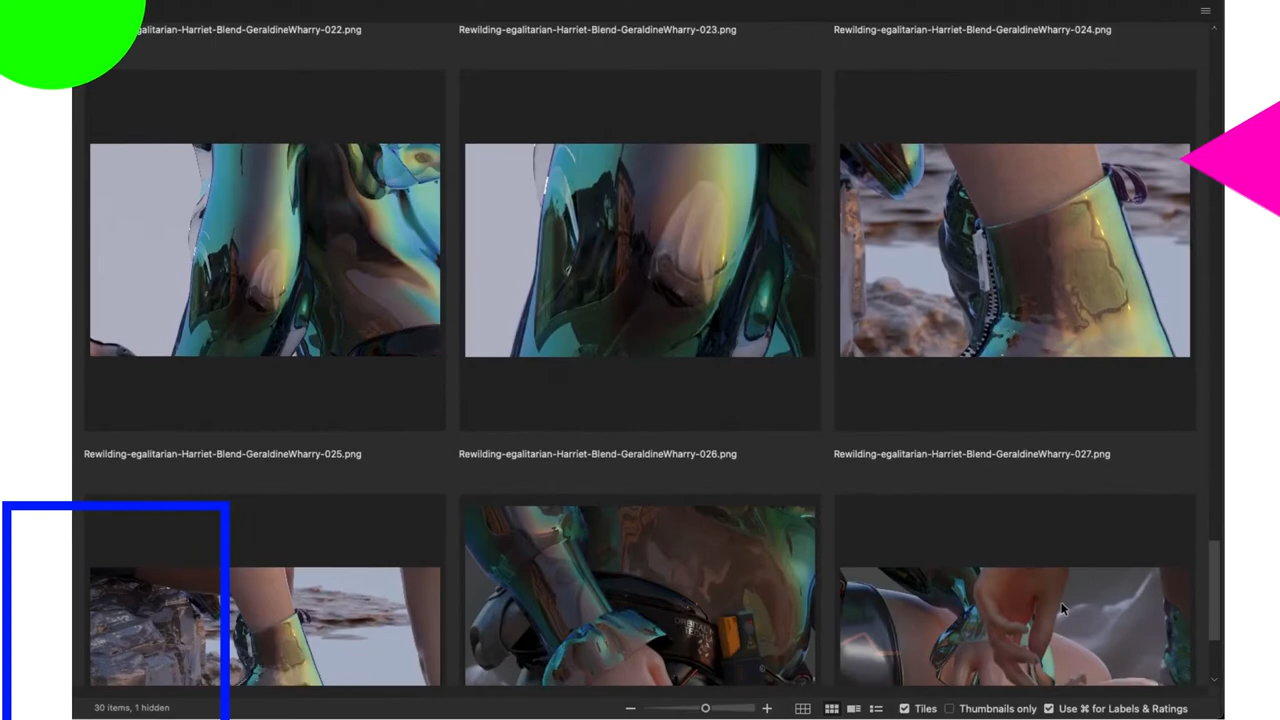 egalitarian-Harriet-Blend-GeraldineWharry-022.png
Rewilding-egalitarian-Harriet-Blend-GeraldineWharry-023.png
Rewilding-egalitarian-Harriet-Blend-GeraldineWharry-024.png
Rewilding-egalitarian-Harriet-Blend-GeraldineWharry-025.png
Rewilding-egalitarian-Harriet-Blend-GeraldineWharry-026.png
Rewilding-egalitarian-Harriet-Blend-GeraldineWharry-027.png
30 items, 1 hidden
Tiles
Thumbnails only
Use ⌘ for Labels & Ratings